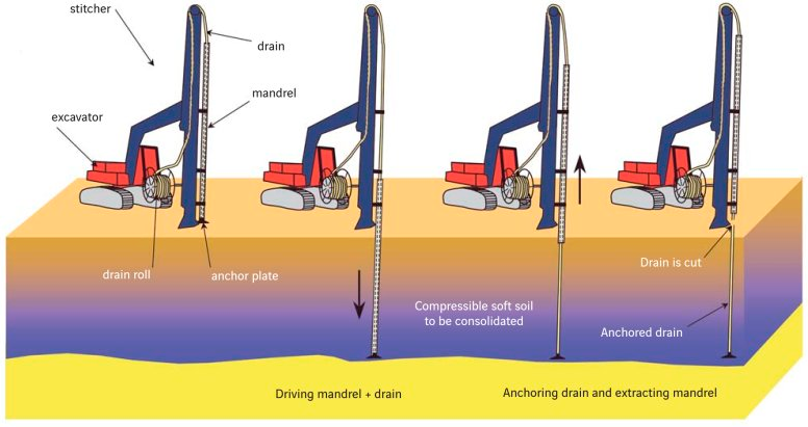 stitcher
drain
mandrel
excavator
drain roll
anchor plate
Drain is cut
Compressible soft soil
to be consolidated
Anchored drain
Driving mandrel + drain
Anchoring drain and extracting mandrel